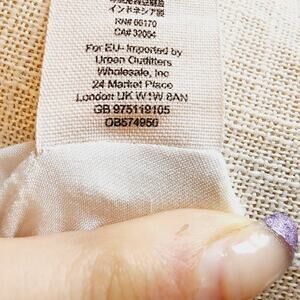 インドネシア製
RN# 66170
CA# 32054
For EU- Imported by
Urban Outfitters
Wholesale, Inc
24 Market Place
London UK W1W 8AN
GB 975119105
OB574950